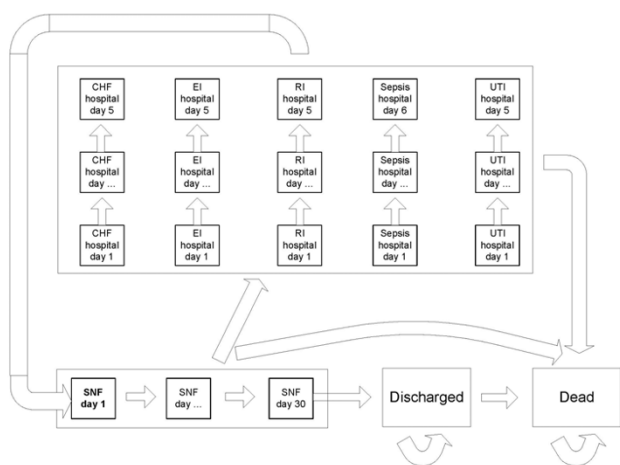 CHF
hospital
day 5
EI
hospital
day 5
RI
hospital
day 5
Sepsis
hospital
day 6
UTI
hospital
day 5
CHF
hospital
day ...
EI
hospital
day ...
RI
hospital
day ...
Sepsis
hospital
day ...
UTI
hospital
day ...
CHF
hospital
day 1
EI
hospital
day 1
RI
hospital
day 1
Sepsis
hospital
day 1
UTI
hospital
day 1
SNF
day 1
SNF
day ...
SNF
day 30
Discharged
Dead